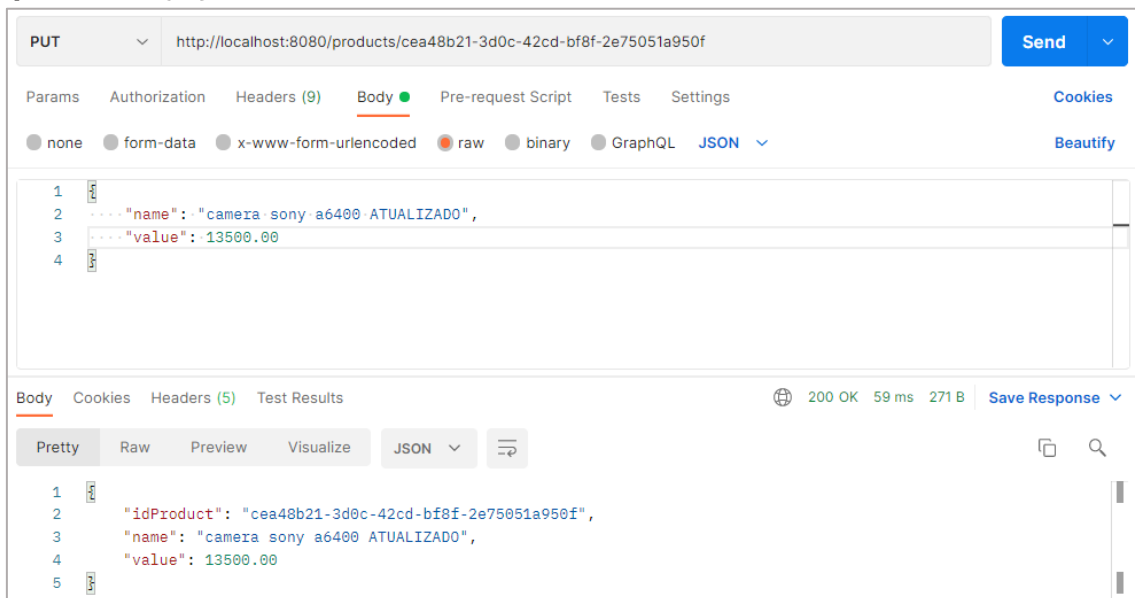 PUT http://localhost:8080/products/cea48b21-3d0c-42cd-bf8f-2e75051a950f Send
Params Authorization Headers (9) Body Pre-request Script Tests Settings Cookies
none form-data x-www-form-urlencoded raw binary GraphQL JSON Beautify
1 {
2 "name": "camera sony a6400 ATUALIZADO",
3 "value": 13500.00
4 }
Body Cookies Headers (5) Test Results 200 OK 59 ms 271 B Save Response
Pretty Raw Preview Visualize JSON
1 {
2 "idProduct": "cea48b21-3d0c-42cd-bf8f-2e75051a950f",
3 "name": "camera sony a6400 ATUALIZADO",
4 "value": 13500.00
5 }